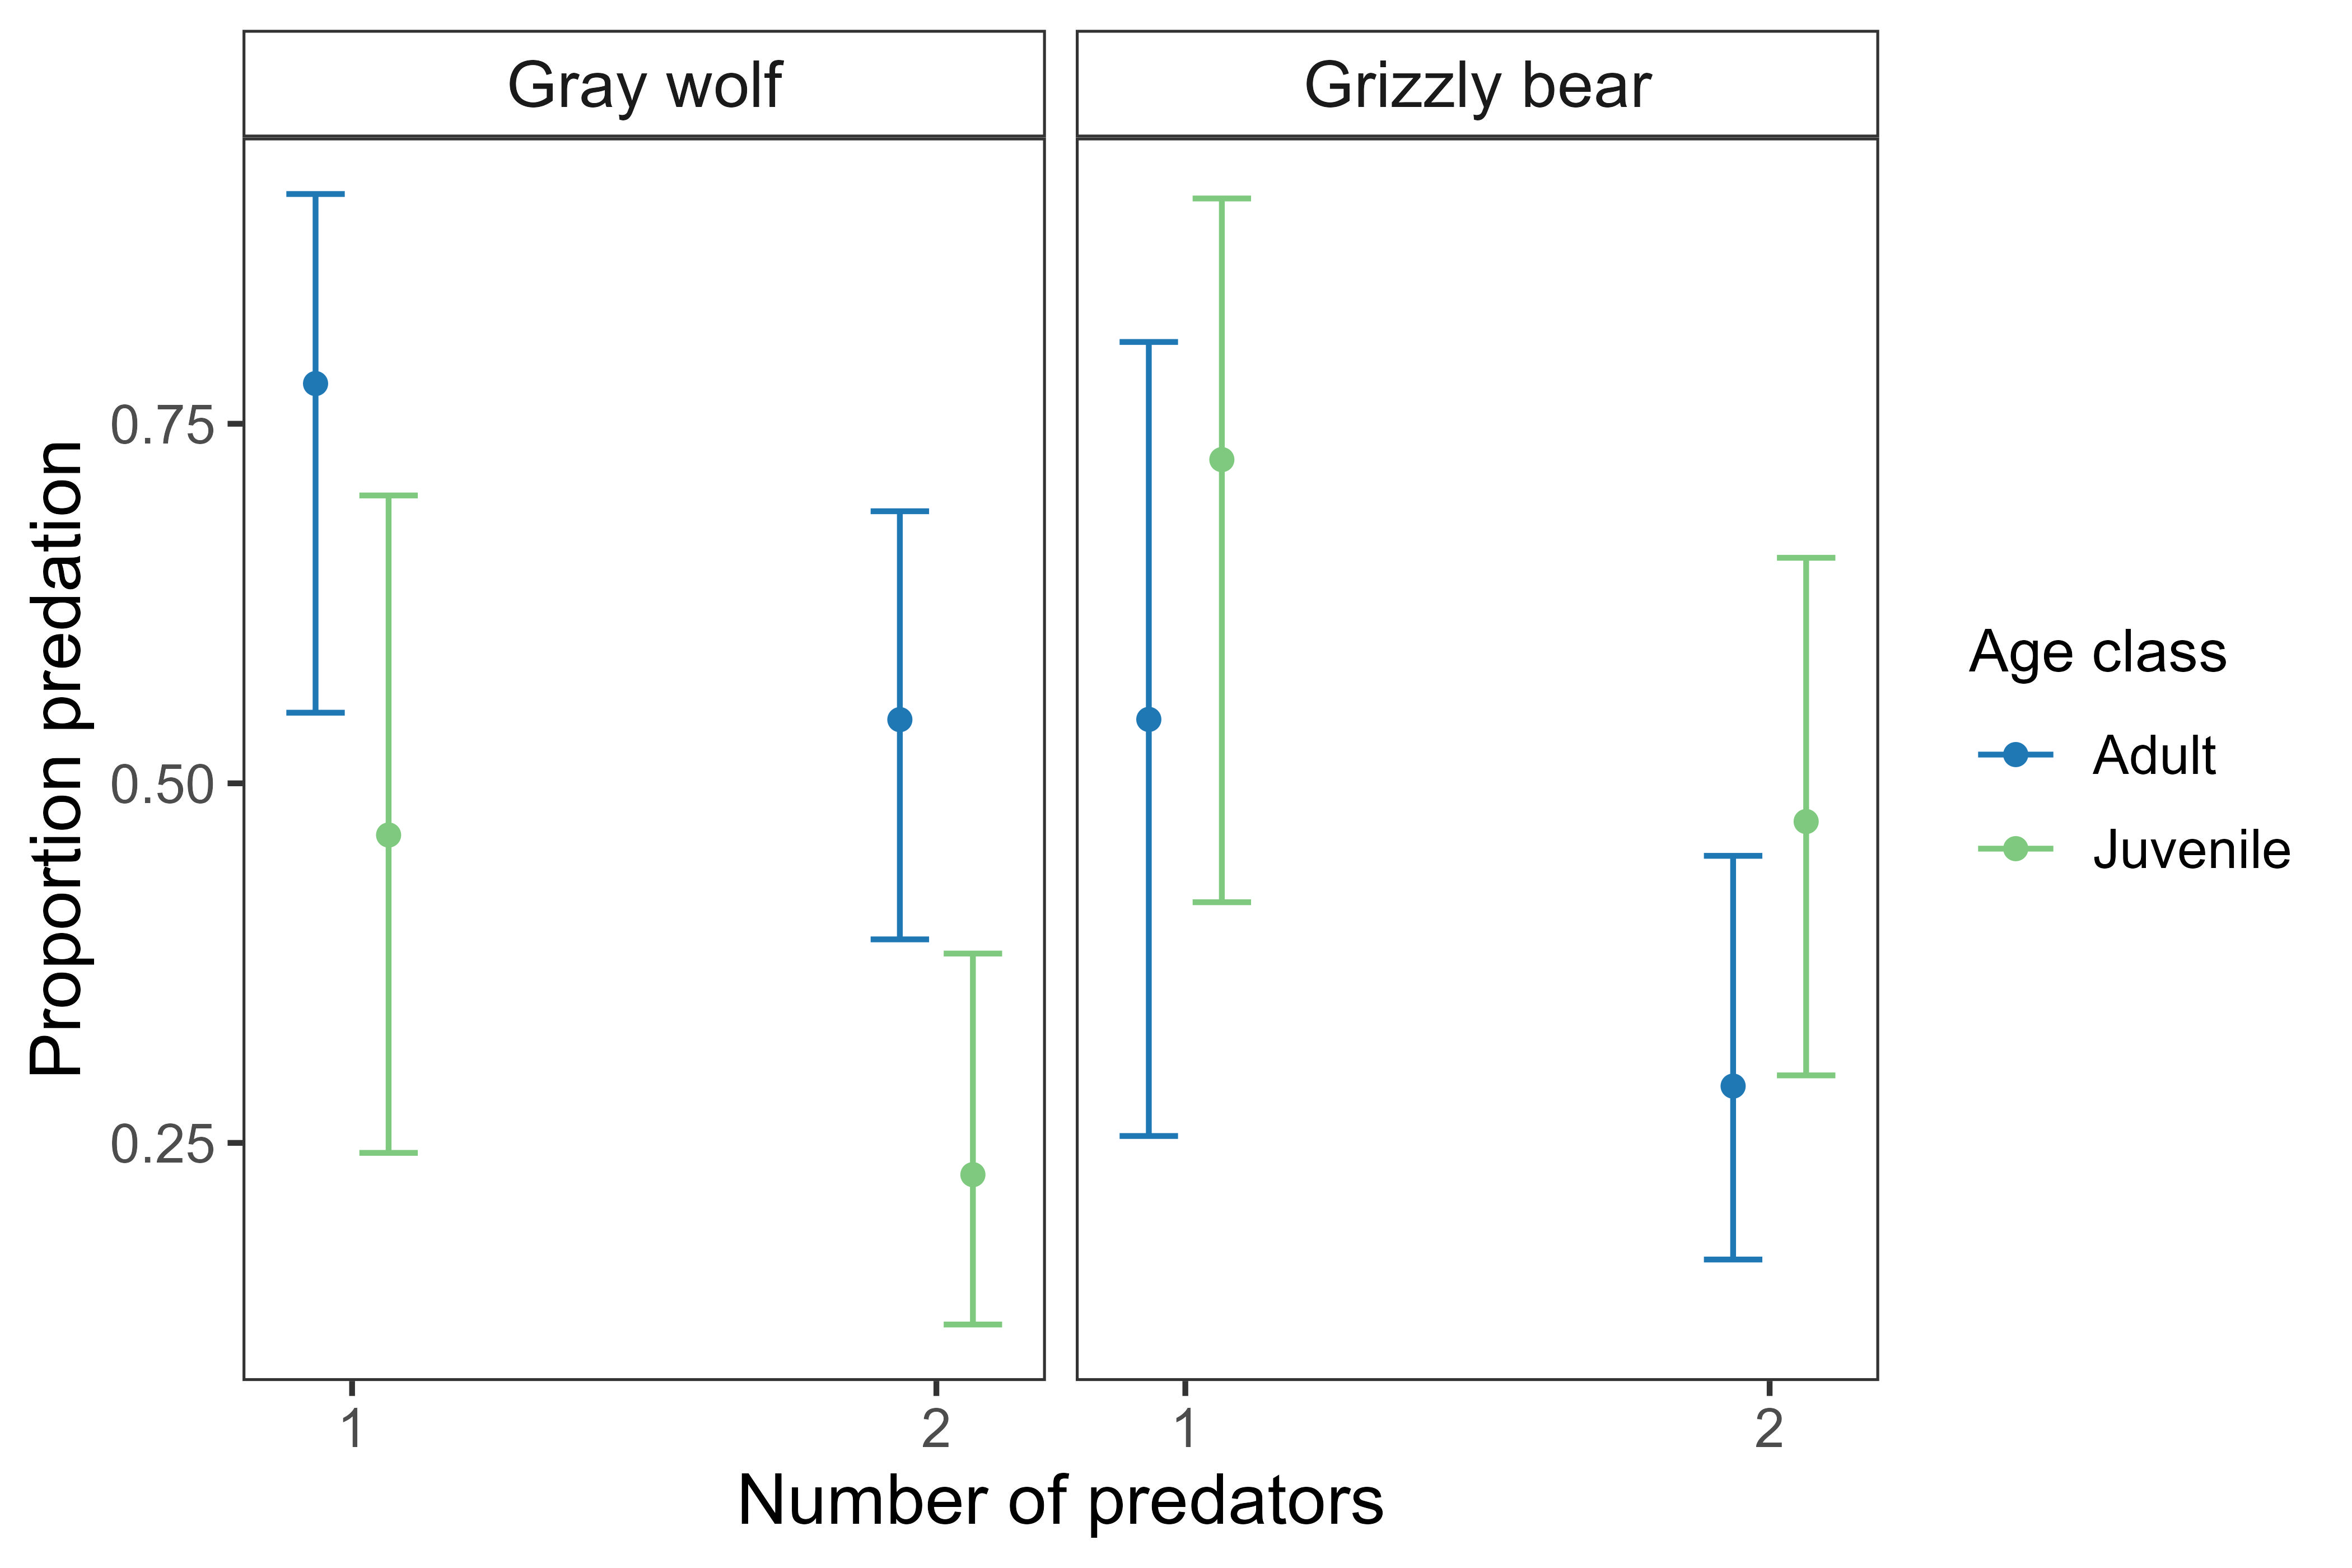 Gray wolf
Grizzly bear
Proportion predation
0.75
0.50
0.25
1
2
1
2
Number of predators
Age class
Adult
Juvenile